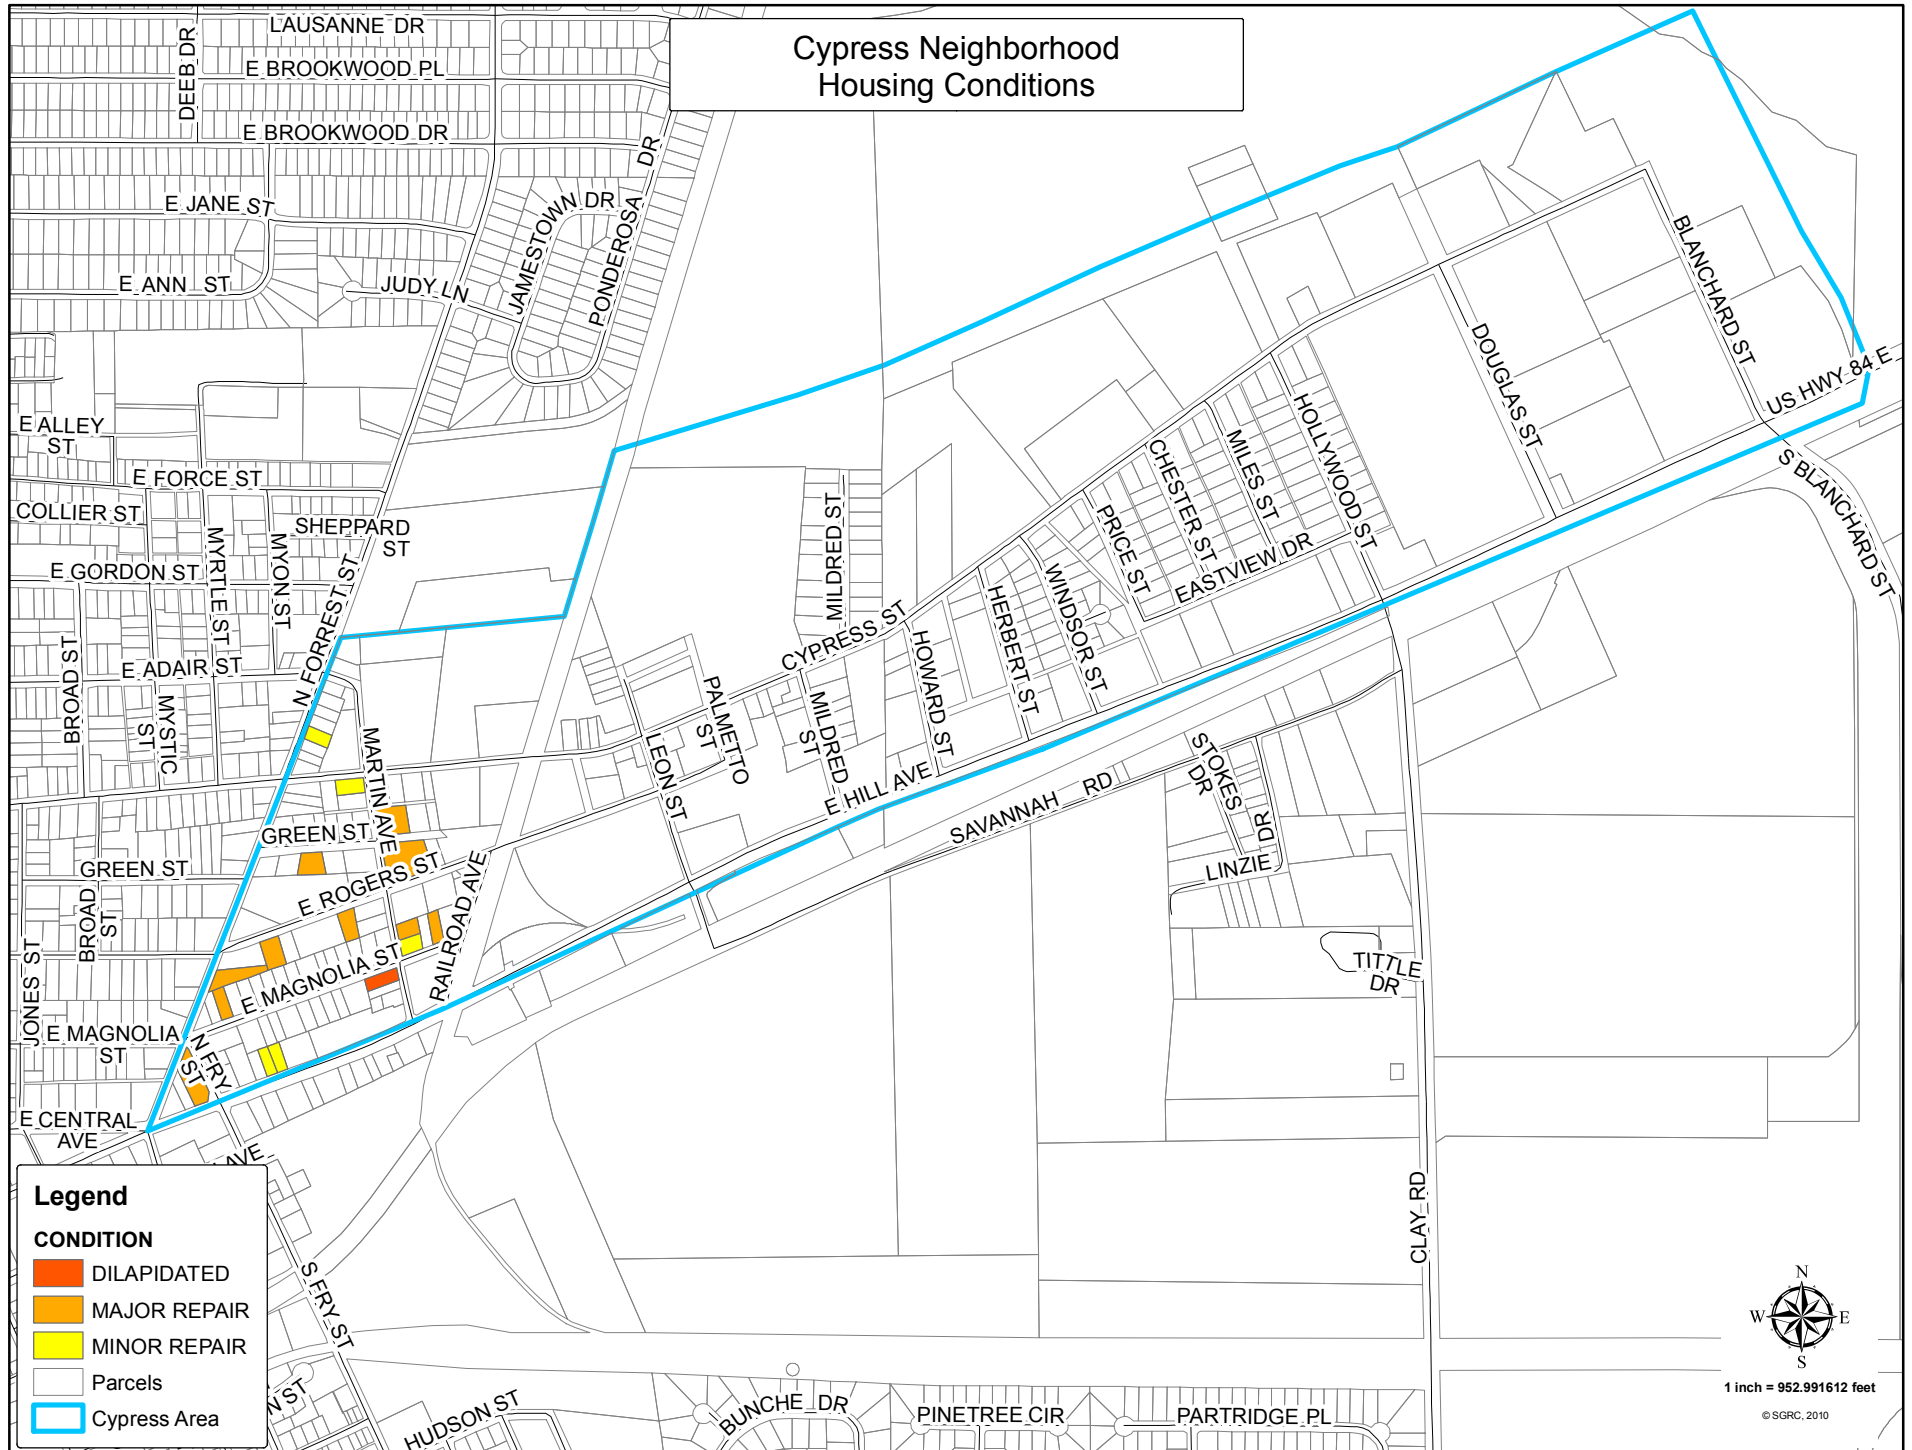 Cypress Neighborhood
Housing Conditions
LAUSANNE DR
DEEB DR
E BROOKWOOD PL
E BROOKWOOD DR
E JANE ST
E ANN ST
JUDY LN
JAMESTOWN DR
PONDEROSA DR
E ALLEY
ST
E FORCE ST
COLLIER ST
SHEPPARD
ST
E GORDON ST
MYRTLE ST
MYON ST
N FORREST ST
BROAD ST
E ADAIR ST
MYSTIC
ST
MARTIN AVE
GREEN ST
GREEN ST
BROAD
ST
E ROGERS ST
RAILROAD AVE
JONES ST
E MAGNOLIA ST
E MAGNOLIA
ST
N FRY
ST
E CENTRAL
AVE
AVE
S FRY ST
N ST
HUDSON ST
BUNCHE DR
PINETREE CIR
PARTRIDGE PL
MILDRED ST
CYPRESS ST
PALMETTO
ST
LEON ST
MILDRED
ST
HOWARD ST
HERBERT ST
WINDSOR ST
PRICE ST
CHESTER ST
MILES ST
EASTVIEW DR
HOLLYWOOD ST
DOUGLAS ST
BLANCHARD ST
US HWY 84 E
S BLANCHARD ST
E HILL AVE
SAVANNAH RD
STOKES
DR
LINZIE DR
TITTLE
DR
CLAY RD
Legend
CONDITION
DILAPIDATED
MAJOR REPAIR
MINOR REPAIR
Parcels
Cypress Area
N
W
E
S
1 inch = 952.991612 feet
© SGRC, 2010